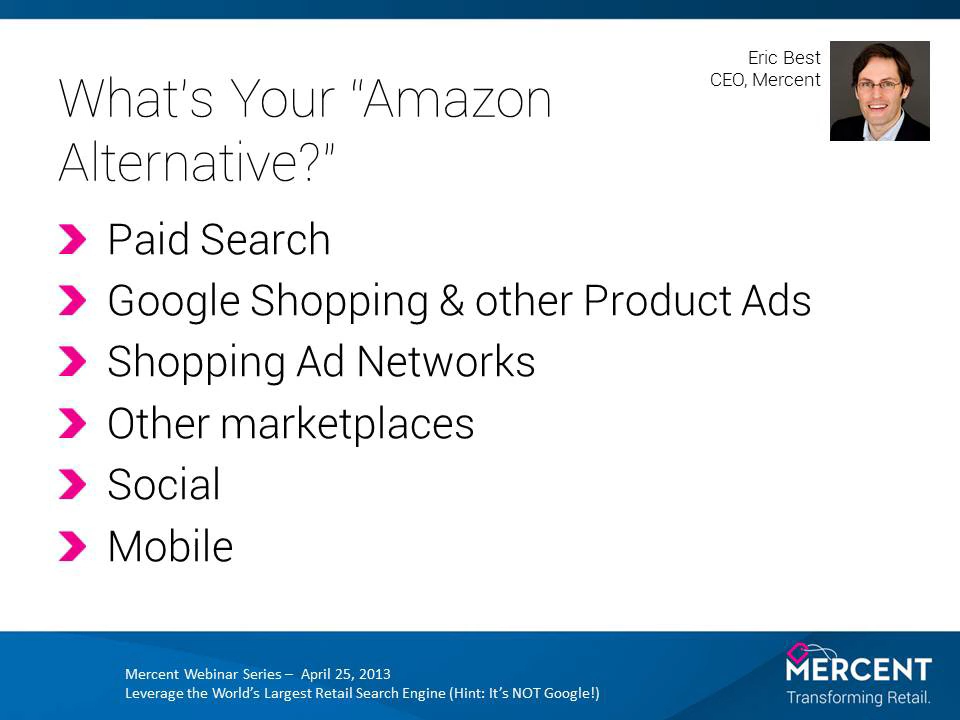 Eric Best
CEO, Mercent
What's Your "Amazon
Alternative?"
Paid Search
Google Shopping & other Product Ads
Shopping Ad Networks
Other marketplaces
Social
Mobile
Mercent Webinar Series – April 25, 2013
Leverage the World's Largest Retail Search Engine (Hint: It's NOT Google!)
MERCENT
Transforming Retail.